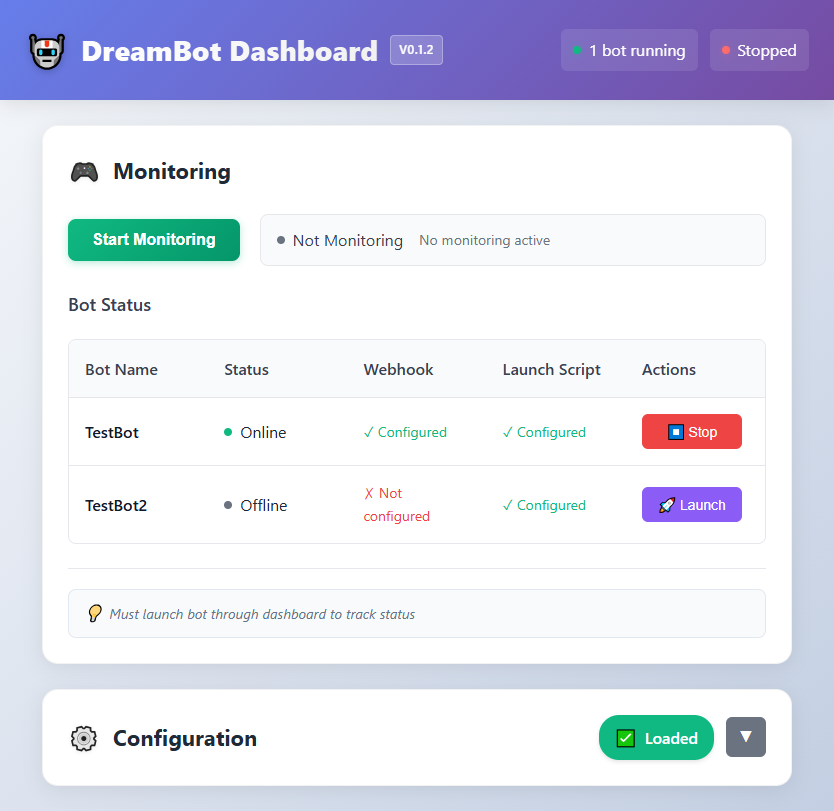 DreamBot Dashboard V0.1.2 1 bot running Stopped
Monitoring
Start Monitoring Not Monitoring No monitoring active
Bot Status
Bot Name Status Webhook Launch Script Actions
TestBot Online ✓ Configured ✓ Configured Stop
TestBot2 Offline ✗ Not configured ✓ Configured Launch
Must launch bot through dashboard to track status
Configuration Loaded ▼